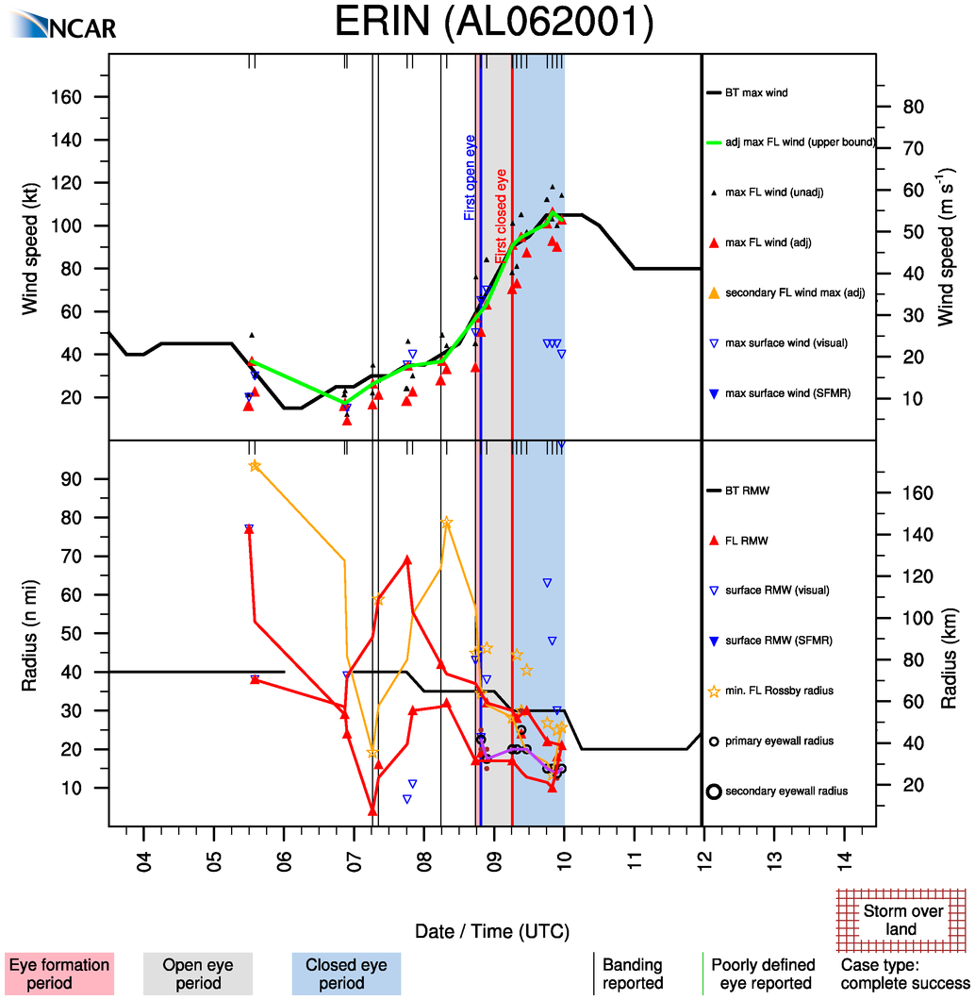 NCAR
ERIN (AL062001)
Wind speed (kt)
160
140
120
100
80
60
40
20
First open eye
First closed eye
BT max wind
adj max FL wind (upper bound)
max FL wind (unadj)
max FL wind (adj)
secondary FL wind max (adj)
max surface wind (visual)
max surface wind (SFMR)
80
70
60
50
40
30
20
10
Wind speed (m s-1)
Radius (n mi)
90
80
70
60
50
40
30
20
10
BT RMW
FL RMW
surface RMW (visual)
surface RMW (SFMR)
min. FL Rossby radius
primary eyewall radius
secondary eyewall radius
160
140
120
100
80
60
40
20
Radius (km)
04 05 06 07 08 09 10 11 12 13 14
Date / Time (UTC)
Storm over
land
Eye formation
period
Open eye
period
Closed eye
period
Banding
reported
Poorly defined
eye reported
Case type:
complete success